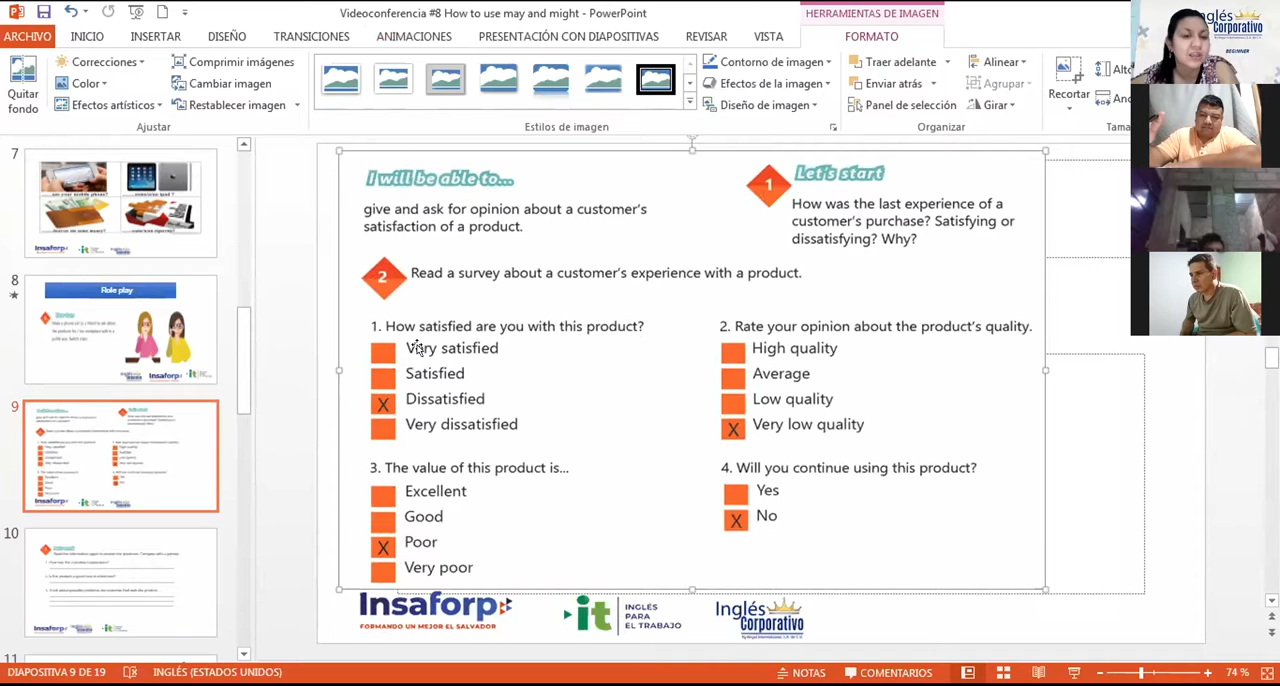 Videoconferencia #8 How to use may and might - PowerPoint
HERRAMIENTAS DE IMAGEN
ARCHIVO INICIO INSERTAR DISEÑO TRANSICIONES ANIMACIONES PRESENTACIÓN CON DIAPOSITIVAS REVISAR VISTA FORMATO
Quitar fondo
Correcciones
Color
Efectos artísticos
Comprimir imágenes
Cambiar imagen
Restablecer imagen
Ajustar
Estilos de imagen
Contorno de imagen
Efectos de la imagen
Diseño de imagen
Traer adelante
Enviar atrás
Panel de selección
Alinear
Agrupar
Girar
Organizar
Recortar
Inglés
Corporativo
BEGINNER
7
8
Role play
9
10
I will be able to...
give and ask for opinion about a customer's
satisfaction of a product.
1
Let's start
How was the last experience of a
customer's purchase? Satisfying or
dissatisfying? Why?
2
Read a survey about a customer's experience with a product.
1. How satisfied are you with this product?
Very satisfied
Satisfied
X Dissatisfied
Very dissatisfied
2. Rate your opinion about the product's quality.
High quality
Average
Low quality
X Very low quality
3. The value of the product is...
Excellent
Good
X Poor
Very poor
4. Will you continue using this product?
Yes
X No
Insaforp
FORMANDO UN MEJOR EL SALVADOR
it
INGLÉS
PARA
EL TRABAJO
Inglés
Corporativo
DIAPOSITIVA 9 DE 19
INGLÉS (ESTADOS UNIDOS)
NOTAS
COMENTARIOS
74 %